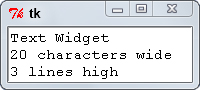 tk
Text Widget
20 characters wide
3 lines high